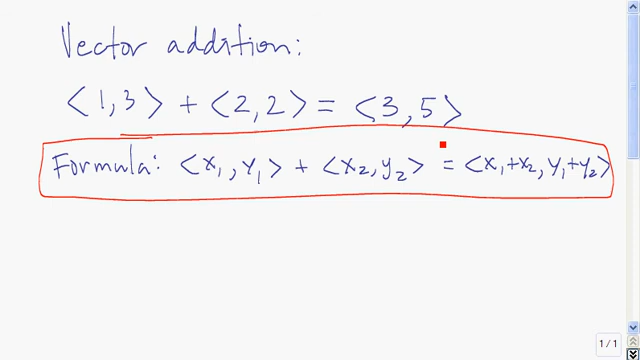 Vector addition:
<1,3> + <2,2> = <3,5>
Formula: <x₁,y₁> + <x₂,y₂> = <x₁+x₂, y₁+y₂>
1/1